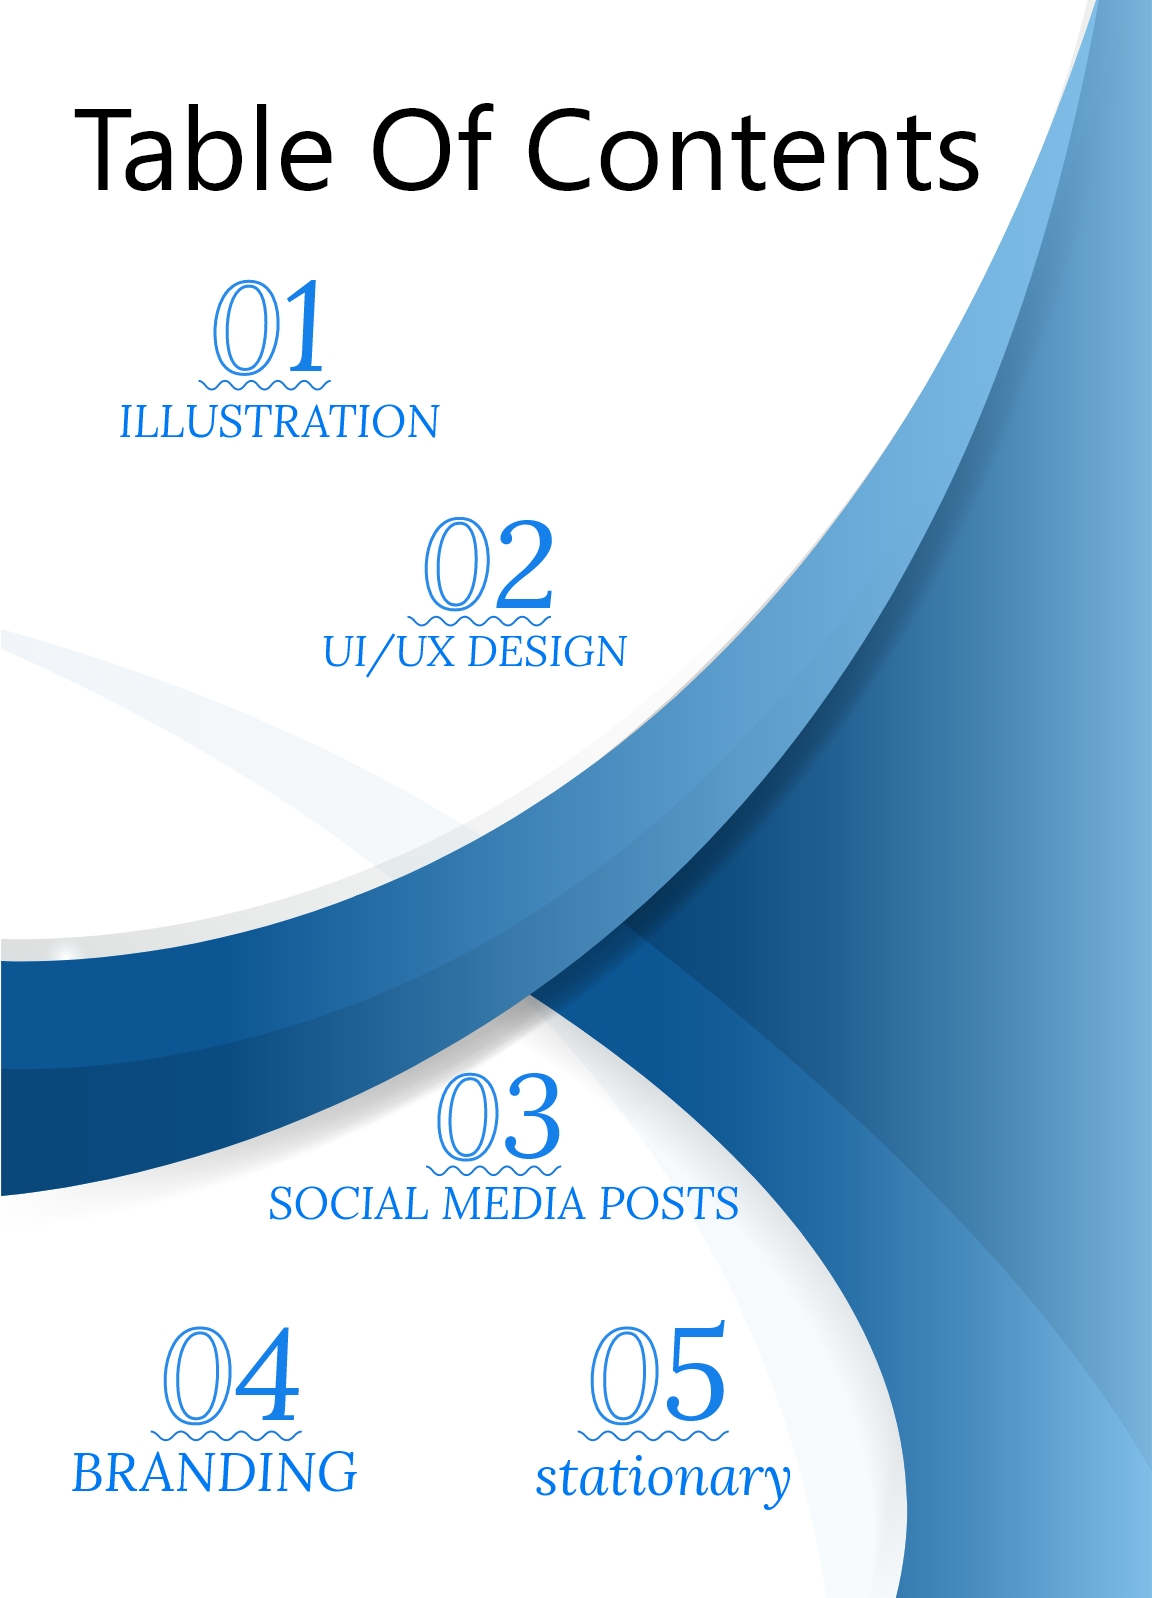 Table Of Contents
01
ILLUSTRATION
02
UI/UX DESIGN
03
SOCIAL MEDIA POSTS
04
BRANDING
05
stationary